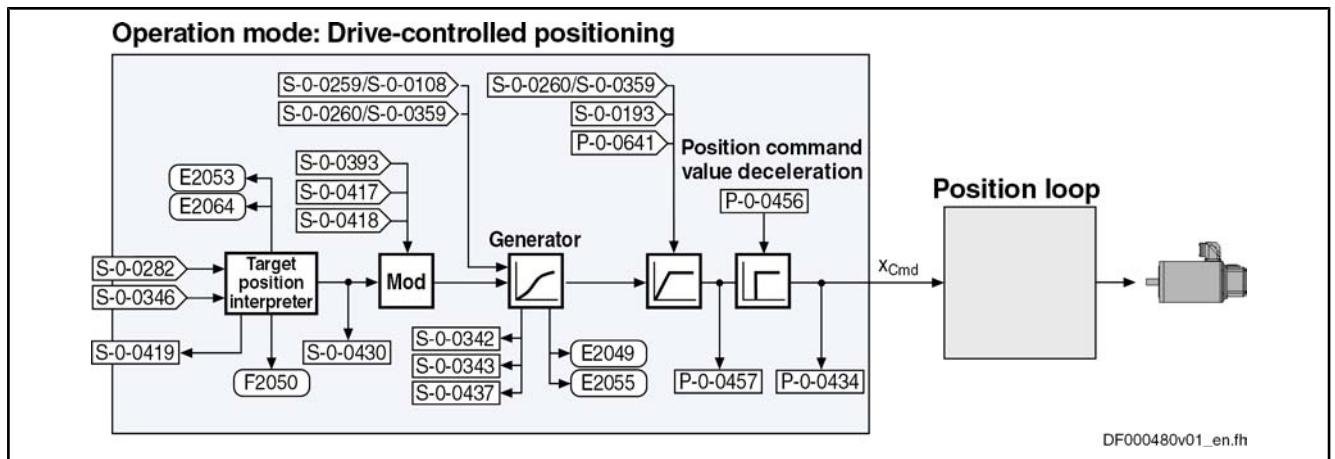 Operation mode: Drive-controlled positioning
S-0-0259/S-0-0108
S-0-0260/S-0-0359
S-0-0260/S-0-0359
S-0-0193
P-0-0641
Position command
value deceleration
P-0-0456
E2053
E2064
S-0-0393
S-0-0417
S-0-0418
Position loop
Generator
S-0-0282
S-0-0346
Target
position
interpreter
Mod
xCmd
S-0-0419
F2050
S-0-0430
S-0-0342
S-0-0343
S-0-0437
E2049
E2055
P-0-0457
P-0-0434
DF000480v01_en.fh